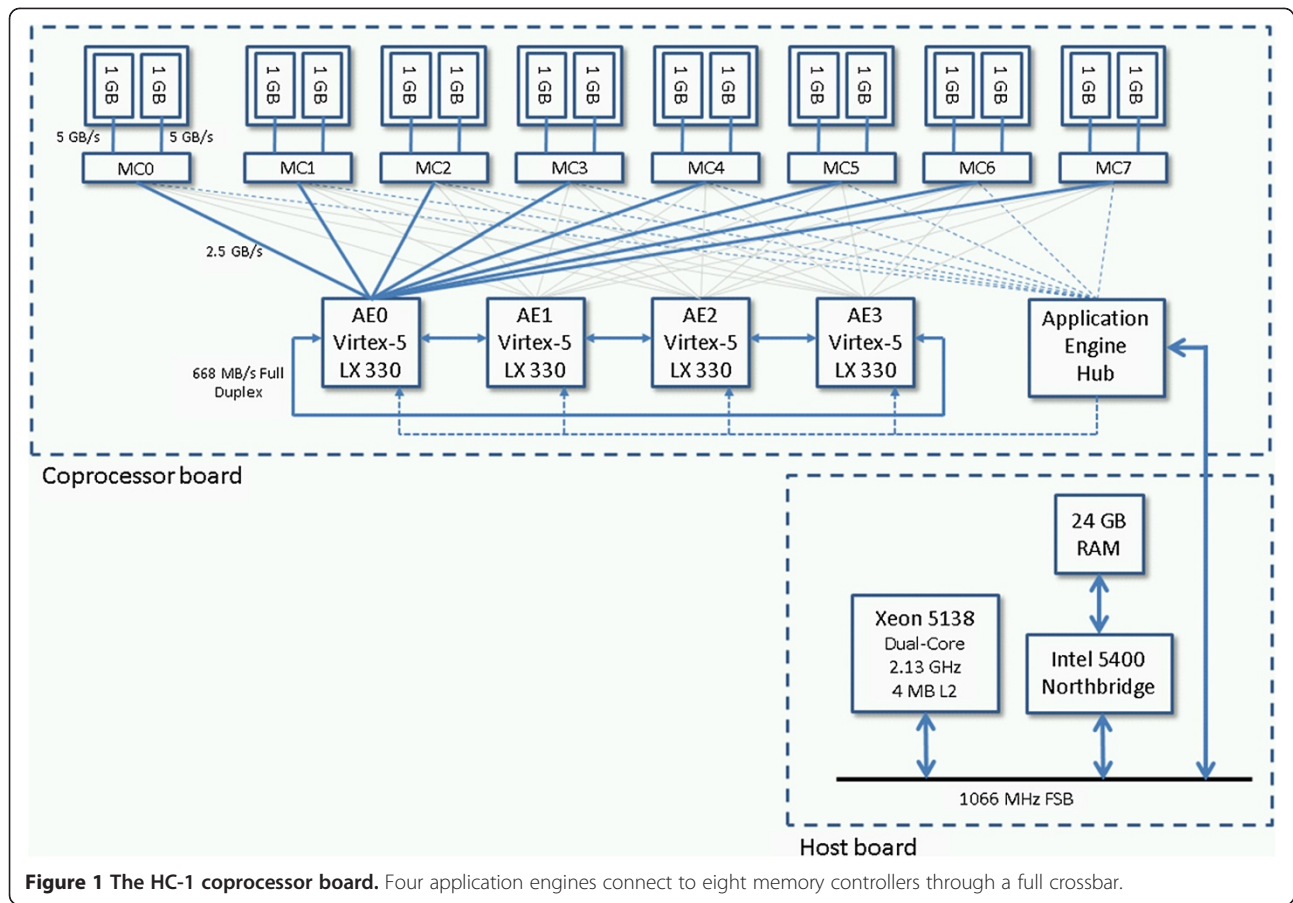 1 GB 1 GB 1 GB 1 GB 1 GB 1 GB 1 GB 1 GB 1 GB 1 GB 1 GB 1 GB 1 GB 1 GB 1 GB 1 GB
5 GB/s 5 GB/s
MC0 MC1 MC2 MC3 MC4 MC5 MC6 MC7
2.5 GB/s
AE0
Virtex-5
LX 330
AE1
Virtex-5
LX 330
AE2
Virtex-5
LX 330
AE3
Virtex-5
LX 330
Application
Engine
Hub
668 MB/s Full
Duplex
Coprocessor board
24 GB
RAM
Xeon 5138
Dual-Core
2.13 GHz
4 MB L2
Intel 5400
Northbridge
1066 MHz FSB
Host board
Figure 1 The HC-1 coprocessor board. Four application engines connect to eight memory controllers through a full crossbar.